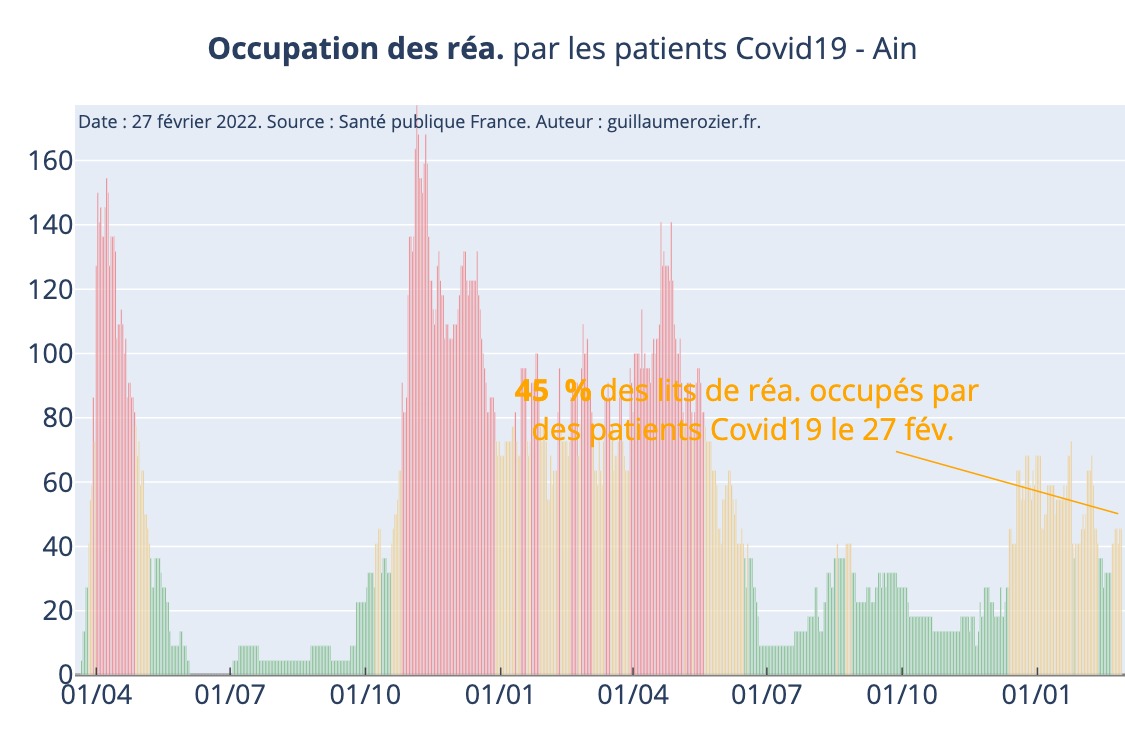 Occupation des réa. par les patients Covid19 - Ain
Date : 27 février 2022. Source : Santé publique France. Auteur : guillaumerozier.fr.
160
140
120
100
80
60
40
20
0
45 % des lits de réa. occupés par
des patients Covid19 le 27 fév.
01/04 01/07 01/10 01/01 01/04 01/07 01/10 01/01